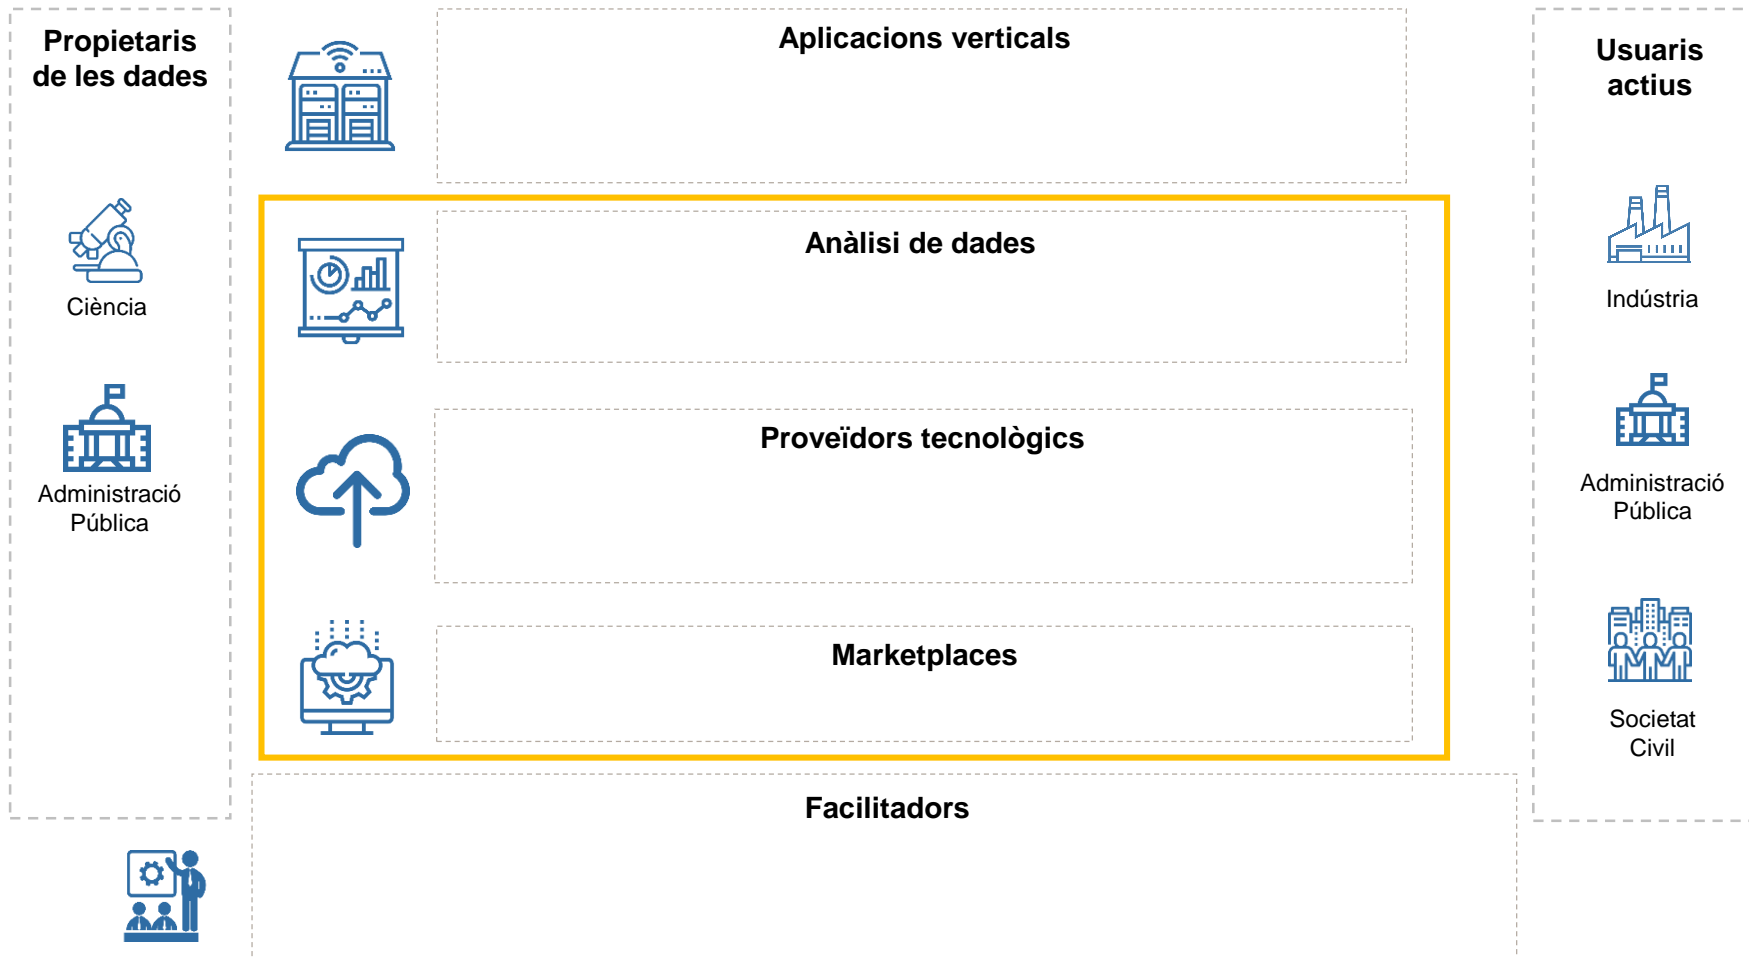 Propietaris
de les dades
Ciència
Administració
Pública
Aplicacions verticals
Anàlisi de dades
Proveïdors tecnològics
Marketplaces
Facilitadors
Usuaris
actius
Indústria
Administració
Pública
Societat
Civil